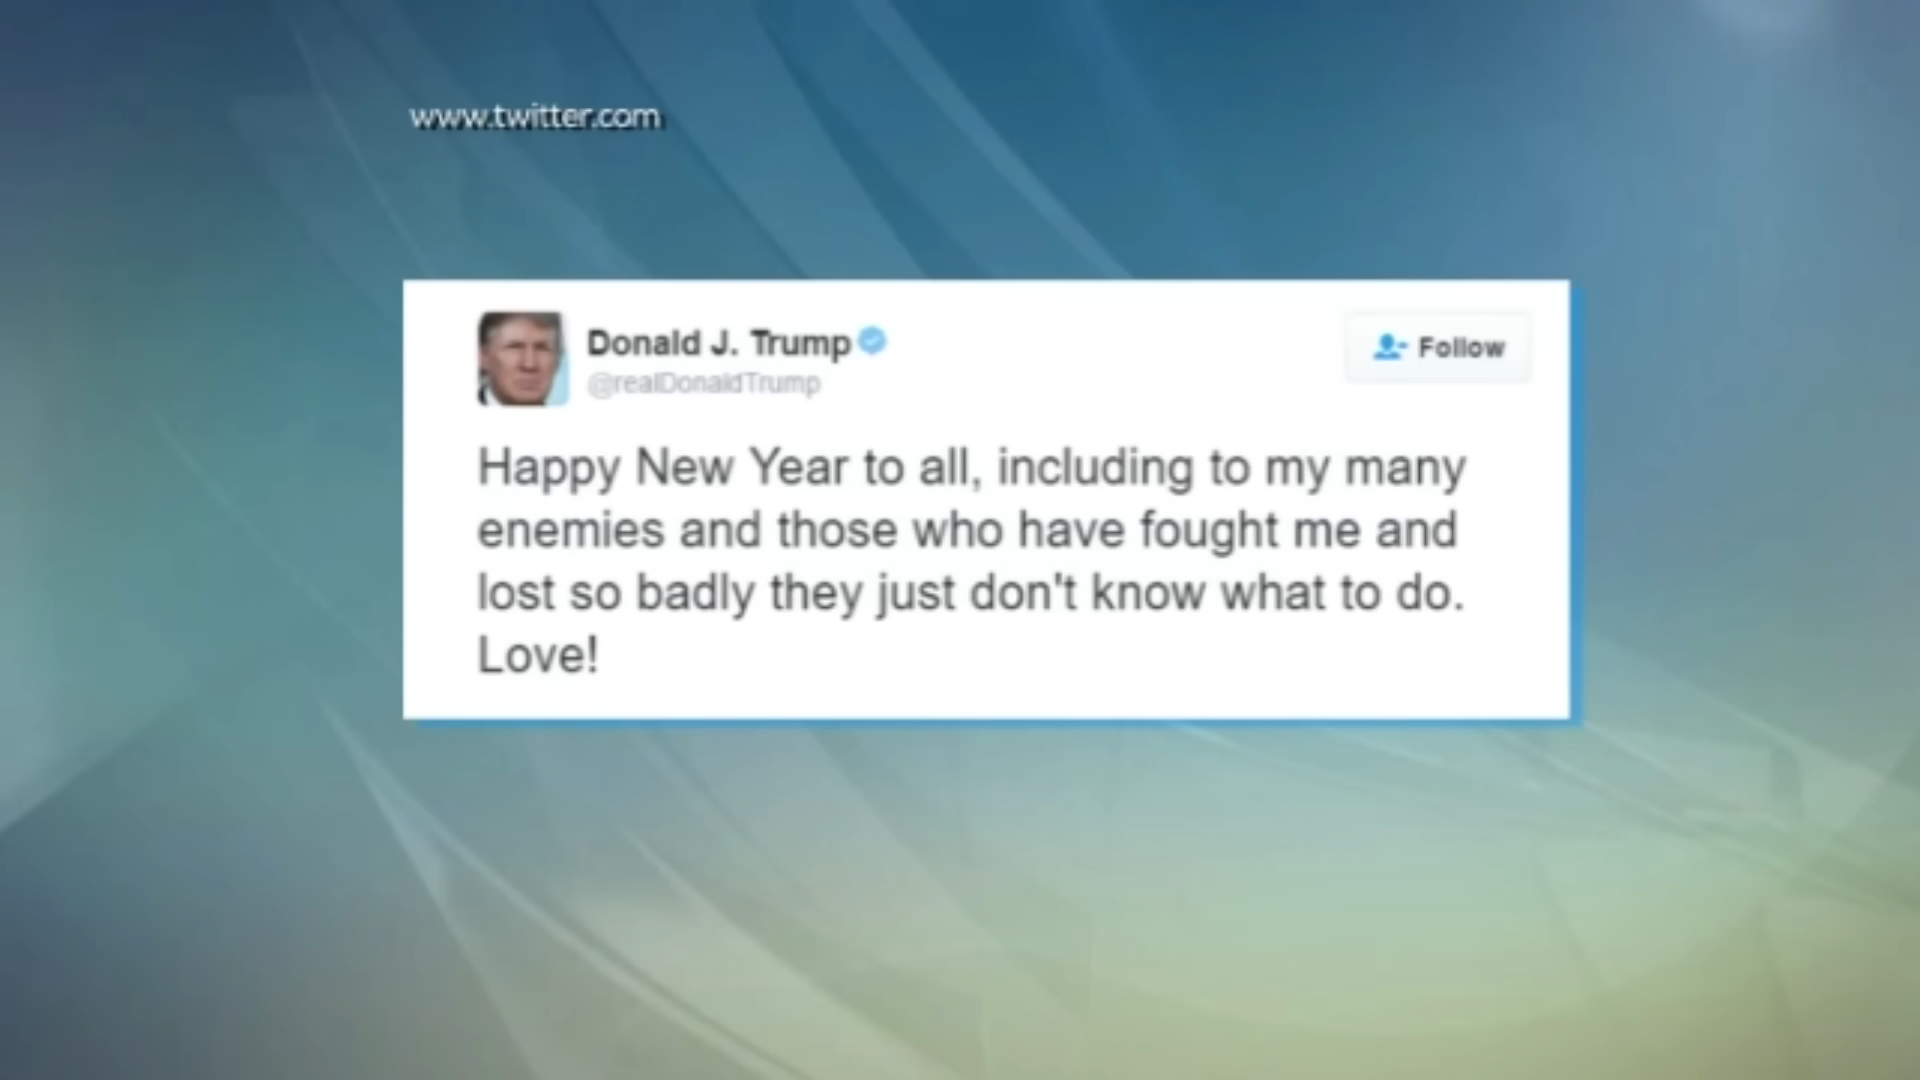 www.twitter.com
Donald J. Trump
@realDonaldTrump
Follow
Happy New Year to all, including to my many
enemies and those who have fought me and
lost so badly they just don't know what to do.
Love!